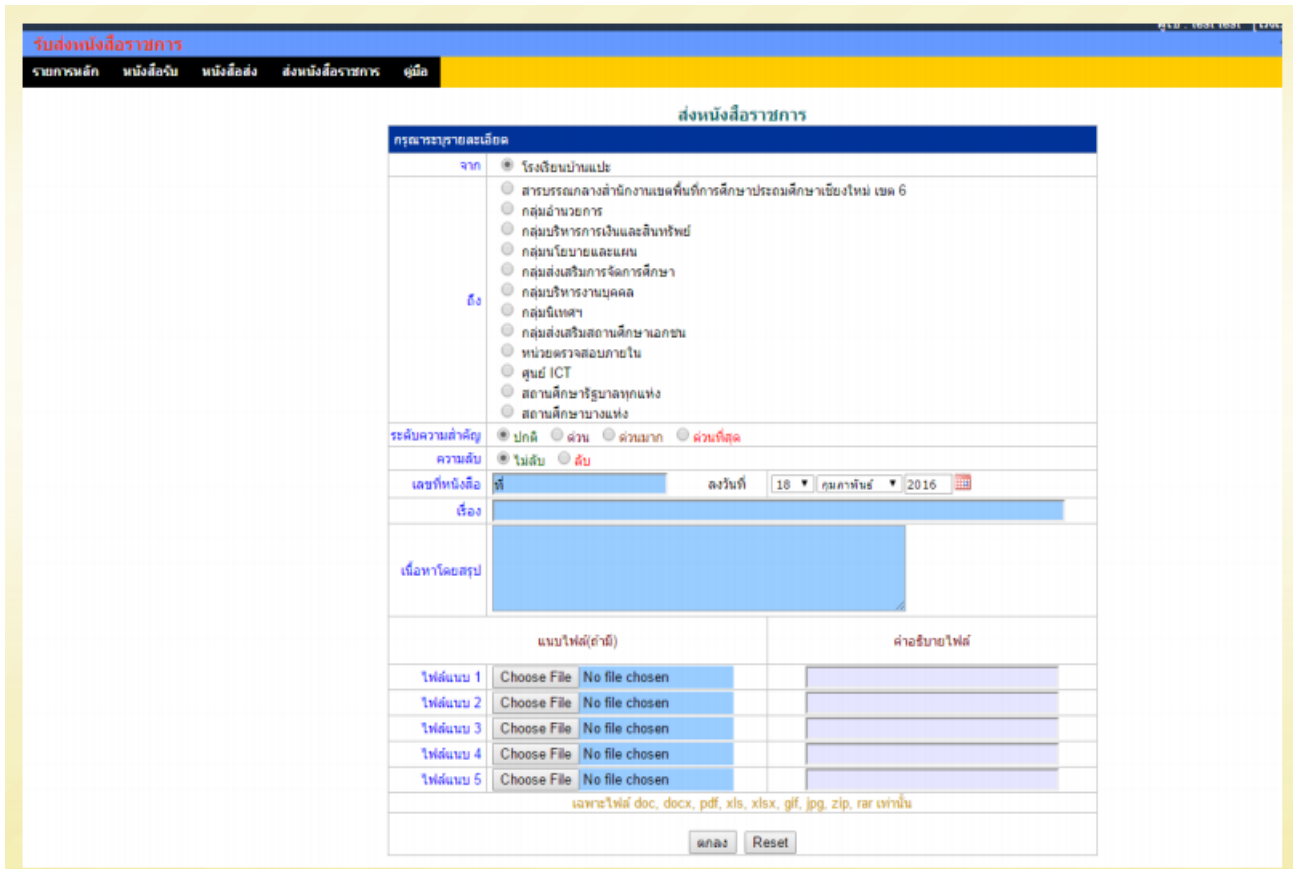 ผู้ใช้ : test test
รับส่งหนังสือราชการ
รายการหลัก หนังสือรับ หนังสือส่ง ส่งหนังสือราชการ คู่มือ
ส่งหนังสือราชการ
กรุณาระบุรายละเอียด
จาก โรงเรียนบ้านแปะ
ถึง
สารบรรณกลางสำนักงานเขตพื้นที่การศึกษาประถมศึกษาเชียงใหม่ เขต 6
กลุ่มอำนวยการ
กลุ่มบริหารการเงินและสินทรัพย์
กลุ่มนโยบายและแผน
กลุ่มส่งเสริมการจัดการศึกษา
กลุ่มบริหารงานบุคคล
กลุ่มนิเทศฯ
กลุ่มส่งเสริมสถานศึกษาเอกชน
หน่วยตรวจสอบภายใน
ศูนย์ ICT
สถานศึกษารัฐบาลทุกแห่ง
สถานศึกษาบางแห่ง
ระดับความสำคัญ ปกติ ด่วน ด่วนมาก ด่วนที่สุด
ความลับ ไม่ลับ ลับ
เลขที่หนังสือ ที่ ลงวันที่ 18 กุมภาพันธ์ 2016
เรื่อง
เนื้อหาโดยสรุป
แนบไฟล์(ถ้ามี) คำอธิบายไฟล์
ไฟล์แนบ 1 Choose File No file chosen
ไฟล์แนบ 2 Choose File No file chosen
ไฟล์แนบ 3 Choose File No file chosen
ไฟล์แนบ 4 Choose File No file chosen
ไฟล์แนบ 5 Choose File No file chosen
เฉพาะไฟล์ doc, docx, pdf, xls, xlsx, gif, jpg, zip, rar เท่านั้น
ตกลง Reset